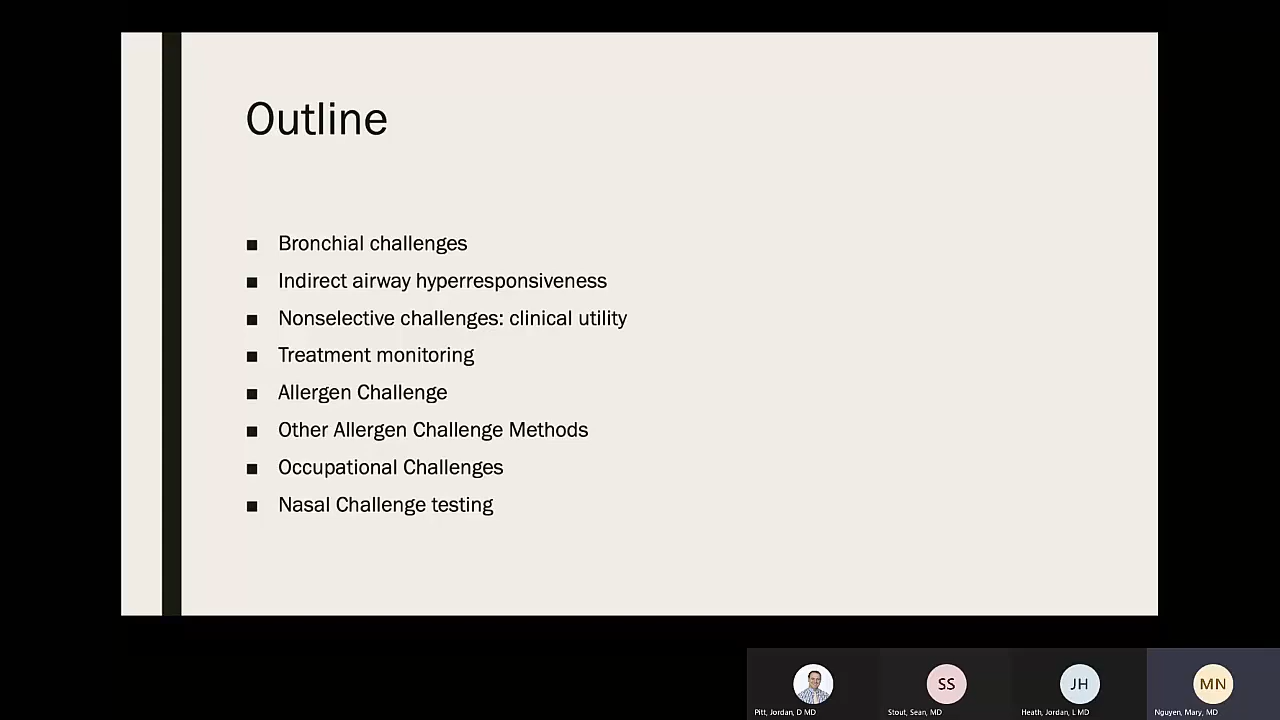 Outline
■ Bronchial challenges
■ Indirect airway hyperresponsiveness
■ Nonselective challenges: clinical utility
■ Treatment monitoring
■ Allergen Challenge
■ Other Allergen Challenge Methods
■ Occupational Challenges
■ Nasal Challenge testing
SS JH MN
Pitt, Jordan, D MD Stout, Sean, MD Heath, Jordan, L MD Nguyen, Mary, MD